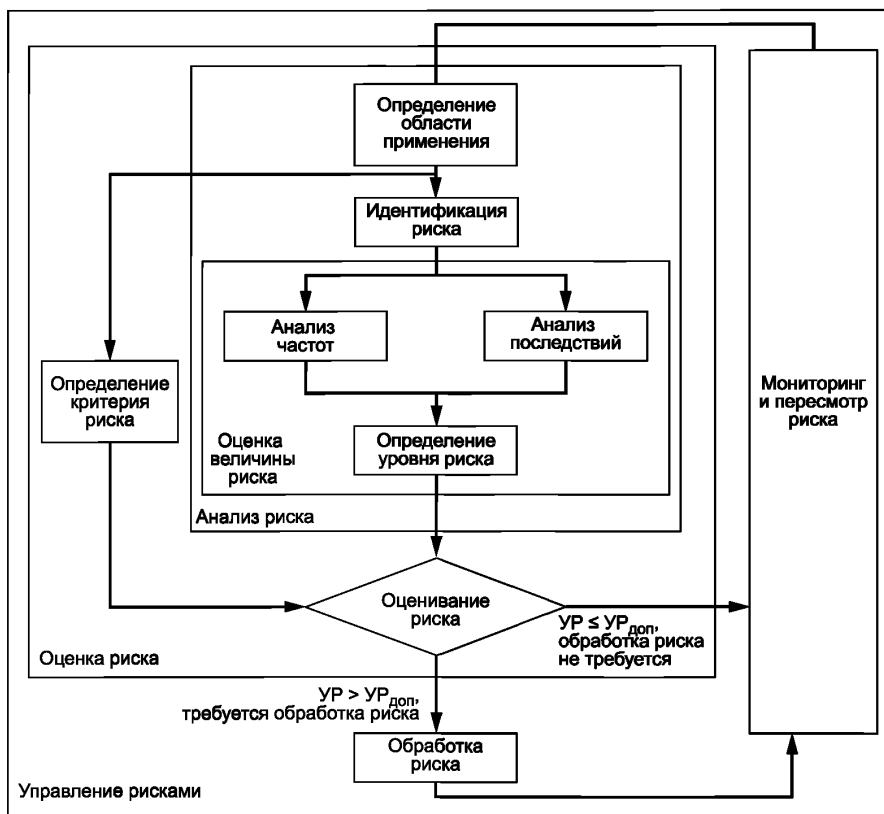 Определение
области
применения
Идентификация
риска
Анализ
частот
Анализ
последствий
Определение
критерия
риска
Мониторинг
и пересмотр
риска
Оценка
величины
риска
Определение
уровня риска
Анализ риска
Оценивание
риска
УР ≤ УРдоп,
обработка риска
не требуется
Оценка риска
УР > УРдоп,
требуется обработка риска
Обработка
риска
Управление рисками